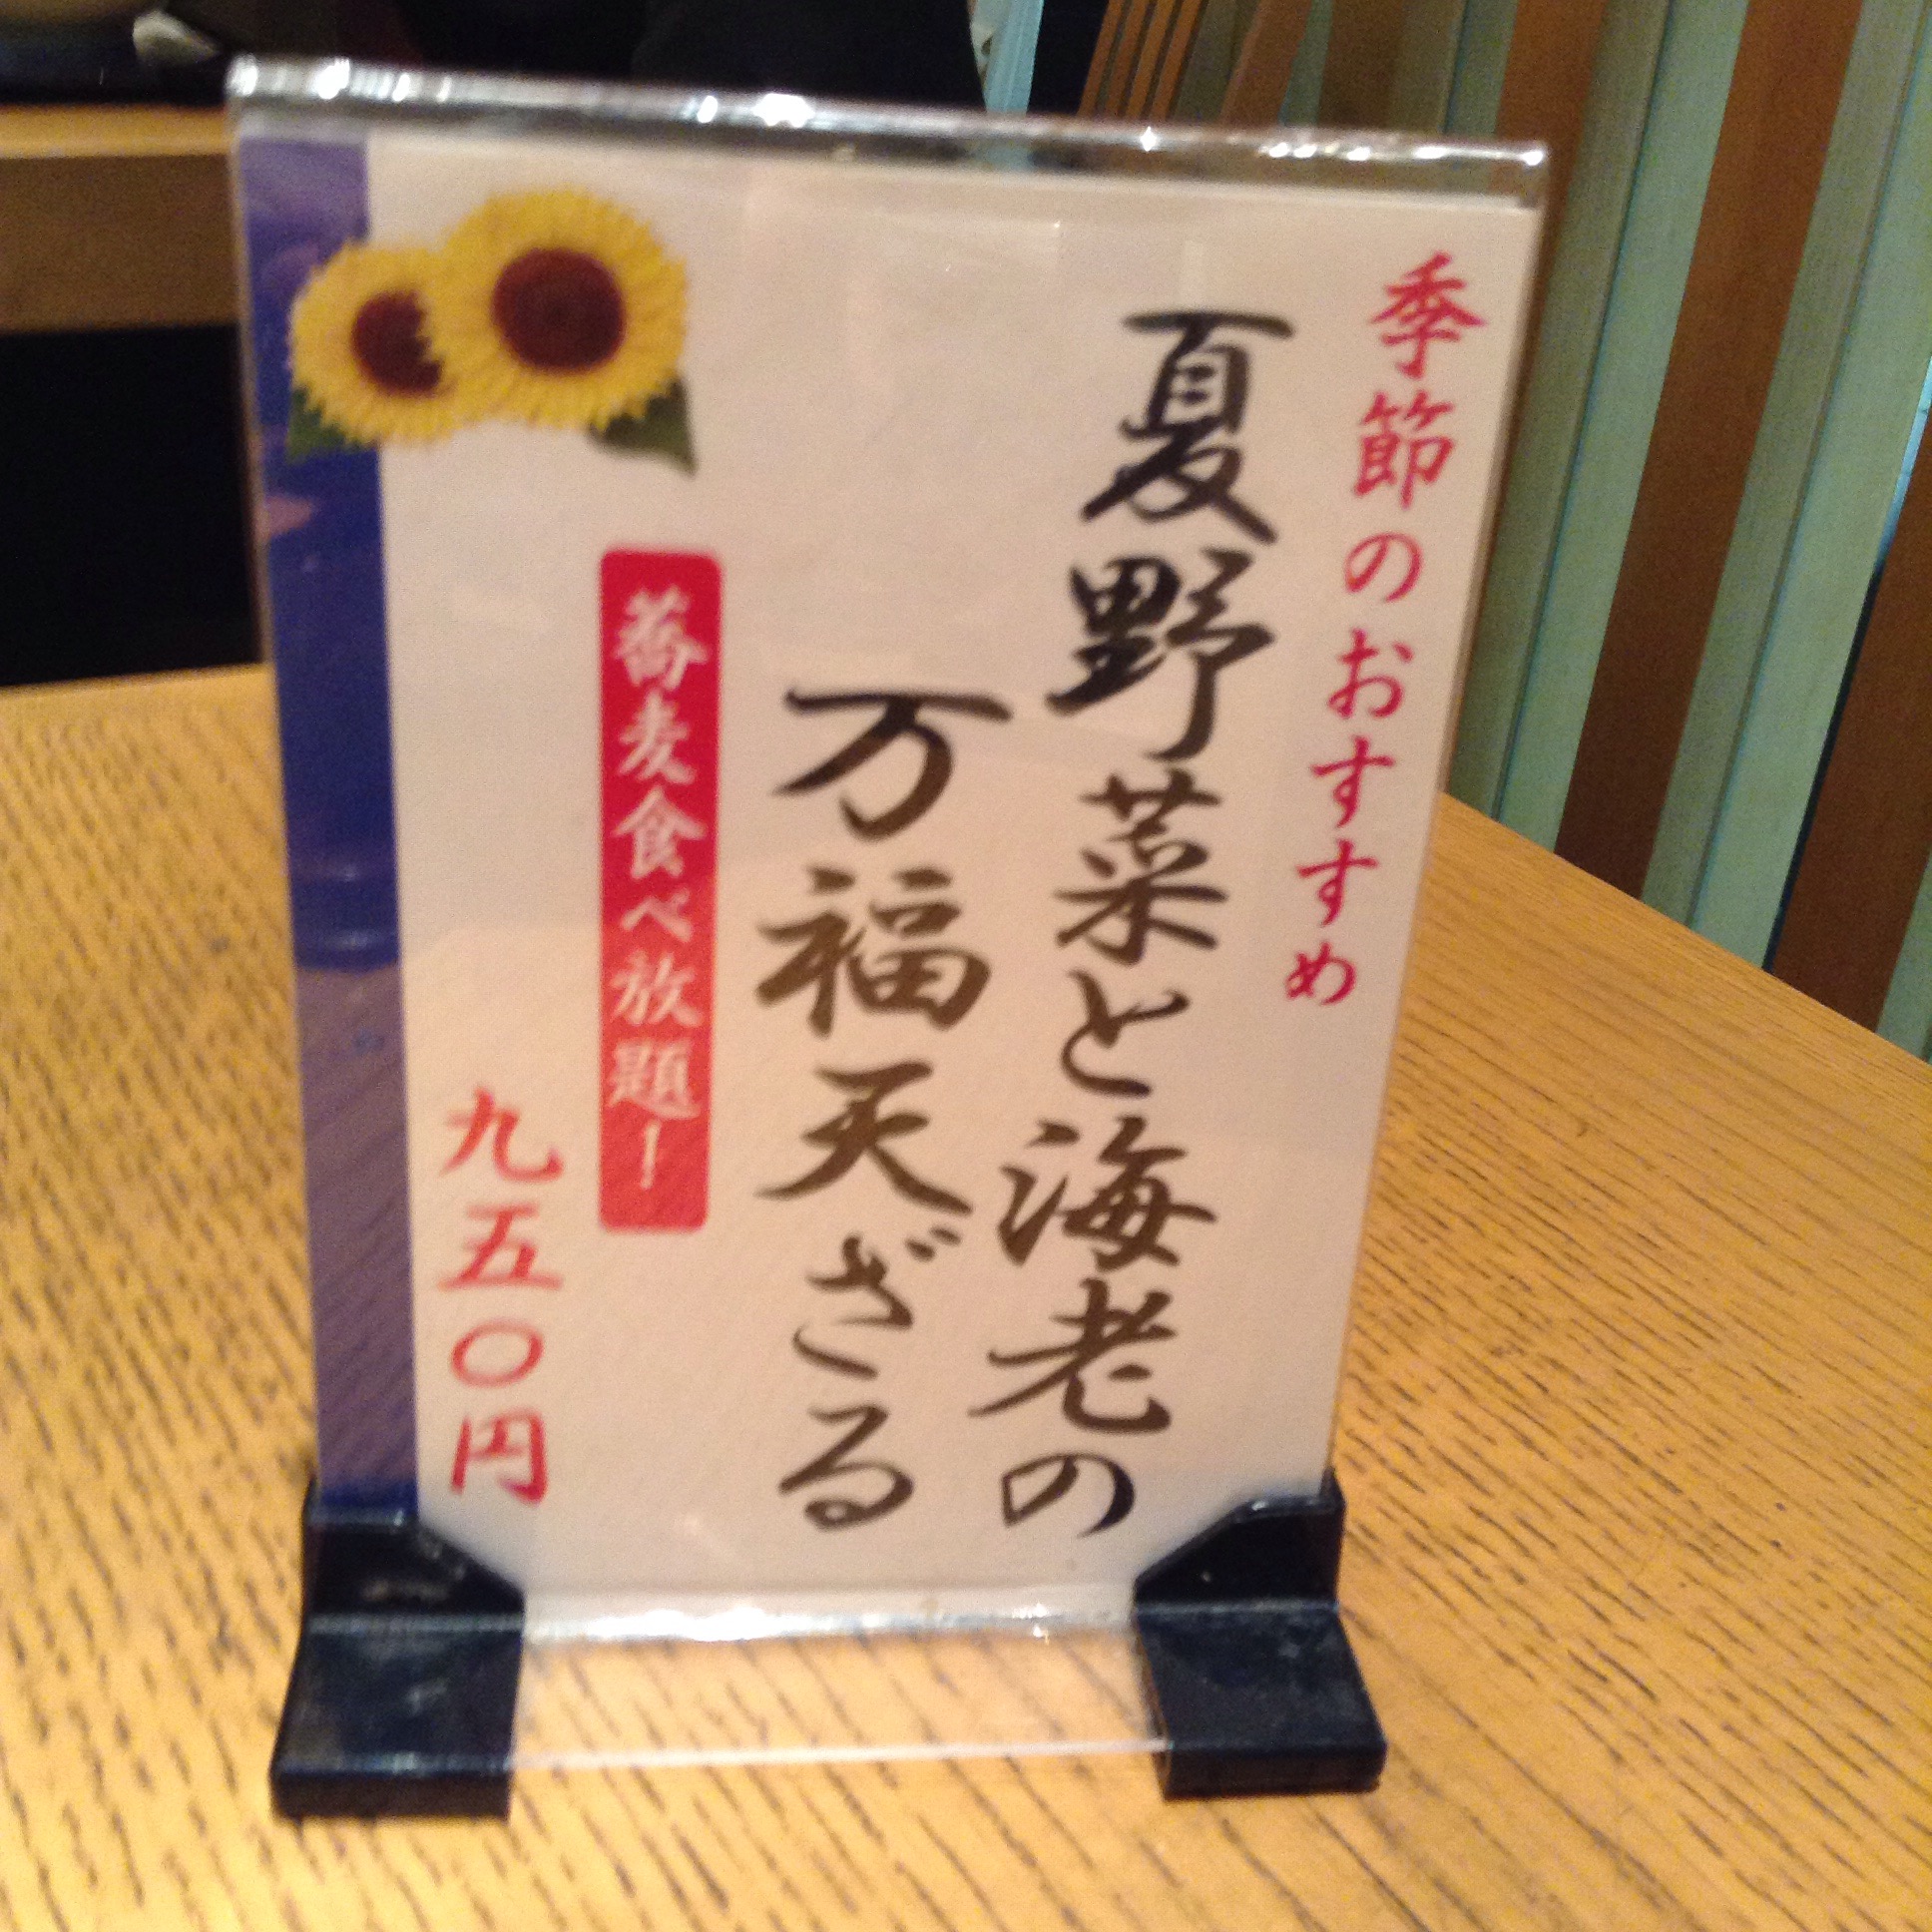 季節のおすすめ
夏野菜と海老の
万福天ざる
蕎麦食べ放題！
九五〇円